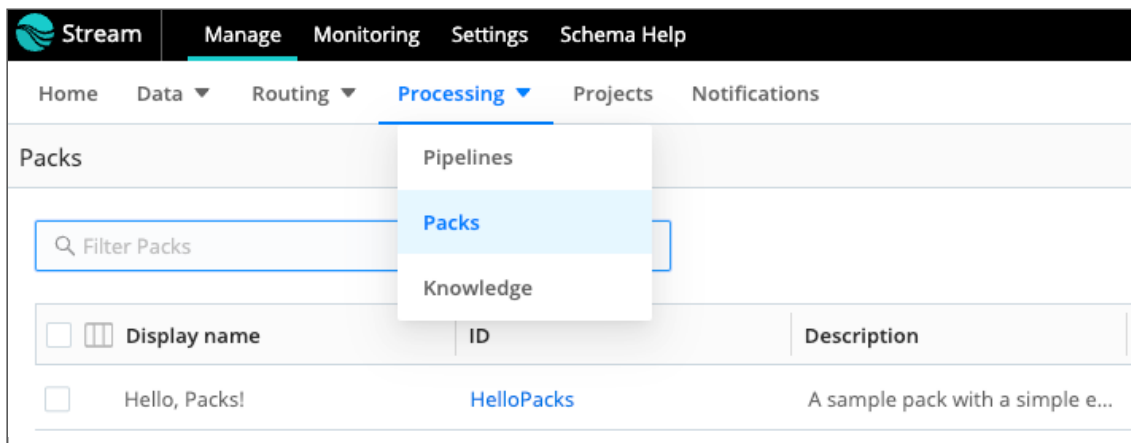 Stream Manage Monitoring Settings Schema Help
Home Data Routing Processing Projects Notifications
Packs
Pipelines
Filter Packs
Packs
Knowledge
Display name ID Description
Hello, Packs! HelloPacks A sample pack with a simple e...